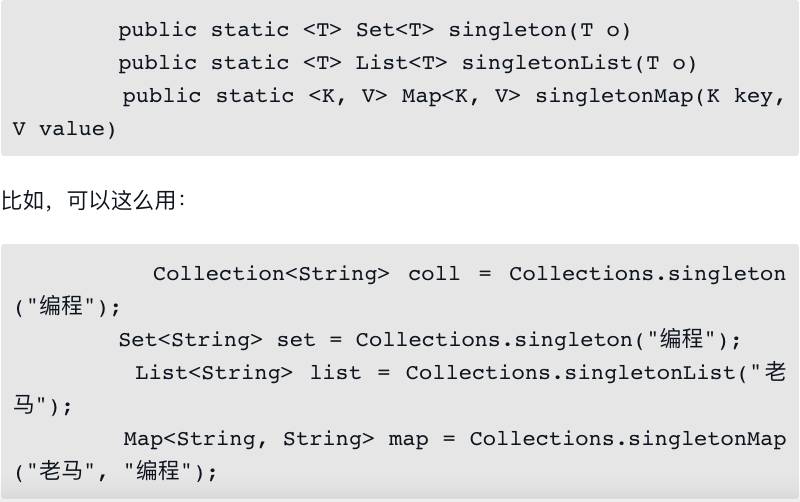 public static <T> Set<T> singleton(T o)
public static <T> List<T> singletonList(T o)
public static <K, V> Map<K, V> singletonMap(K key,
V value)
比如，可以这么用：
Collection<String> coll = Collections.singleton
("编程");
Set<String> set = Collections.singleton("编程");
List<String> list = Collections.singletonList("老
马");
Map<String, String> map = Collections.singletonMap
("老马", "编程");